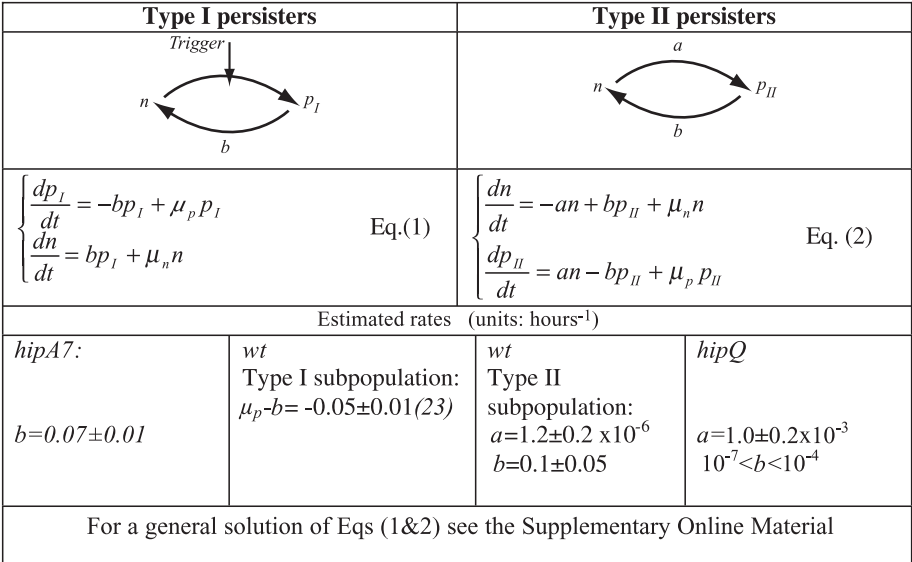 Type I persisters
Trigger
n
p_I
b
Type II persisters
a
n
p_II
b
dp_I/dt = -bp_I + μ_p p_I
dn/dt = bp_I + μ_n n
Eq.(1)
dn/dt = -an + bp_II + μ_n n
dp_II/dt = an - bp_II + μ_p p_II
Eq. (2)
Estimated rates (units: hours⁻¹)
hipA7:
b=0.07±0.01
wt
Type I subpopulation:
μ_p-b= -0.05±0.01(23)
wt
Type II
subpopulation:
a=1.2±0.2 x10⁻⁶
b=0.1±0.05
hipQ
a=1.0±0.2x10⁻³
10⁻⁷<b<10⁻⁴
For a general solution of Eqs (1&2) see the Supplementary Online Material